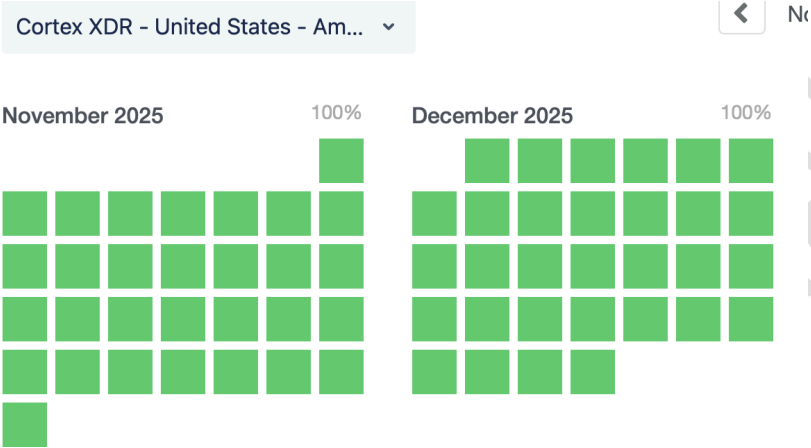 Cortex XDR - United States - Am...
November 2025 100%
December 2025 100%